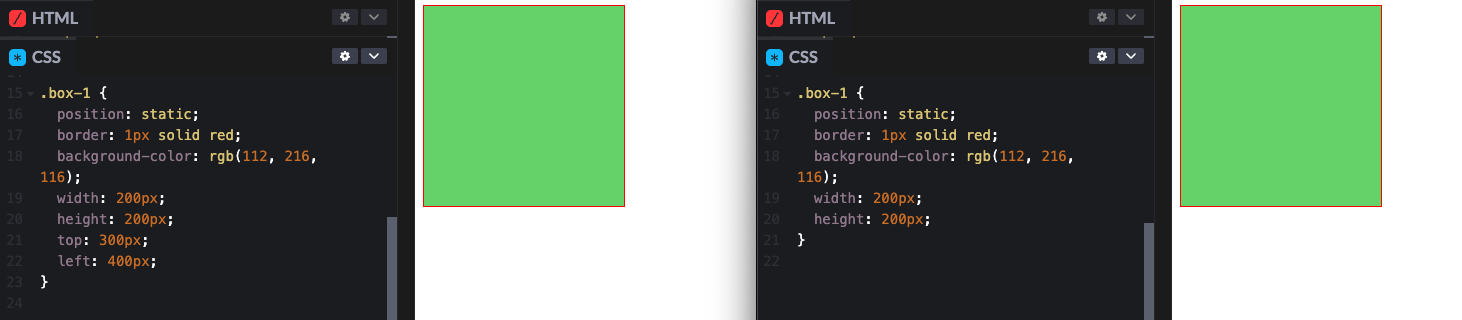 HTML
CSS
15 .box-1 {
16 position: static;
17 border: 1px solid red;
18 background-color: rgb(112, 216,
116);
19 width: 200px;
20 height: 200px;
21 top: 300px;
22 left: 400px;
23 }
24
HTML
CSS
15 .box-1 {
16 position: static;
17 border: 1px solid red;
18 background-color: rgb(112, 216,
116);
19 width: 200px;
20 height: 200px;
21 }
22